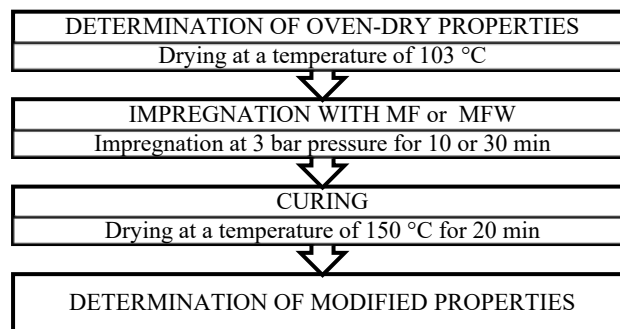 DETERMINATION OF OVEN-DRY PROPERTIES
Drying at a temperature of 103 °C
IMPREGNATION WITH MF or MFW
Impregnation at 3 bar pressure for 10 or 30 min
CURING
Drying at a temperature of 150 °C for 20 min
DETERMINATION OF MODIFIED PROPERTIES